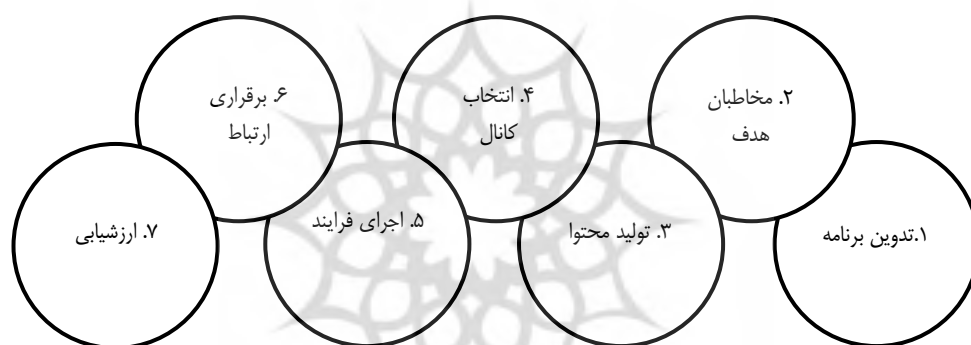 ۱.تدوین برنامه
۲. مخاطبان
هدف
۳. تولید محتوا
۴. انتخاب
کانال
۵. اجرای فرایند
۶. برقراری
ارتباط
۷. ارزشیابی